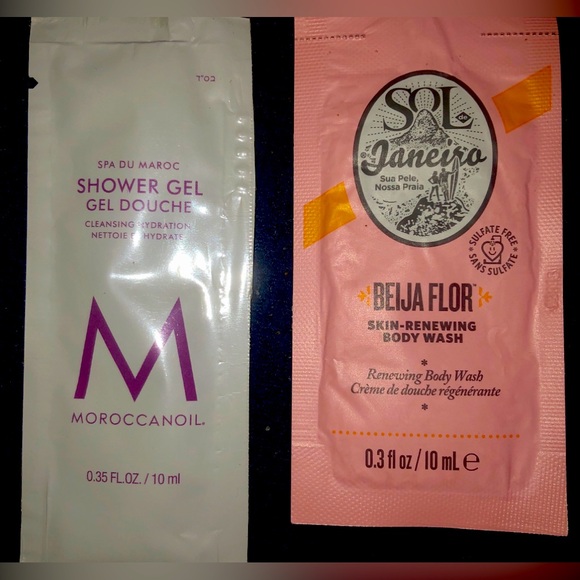 בס"ד
SPA DU MAROC
SHOWER GEL
GEL DOUCHE
CLEANSING HYDRATION
NETTOIE HYDRATE
M
MOROCCANOIL®
0.35 FL.OZ. / 10 ml
SOL
de
Janeiro
Sua Pele,
Nossa Praia
SULFATE FREE
SANS SULFATE
BEIJA FLOR™
SKIN-RENEWING
BODY WASH
Renewing Body Wash
Crème de douche régénérante
0.3 fl oz / 10 mL ℮